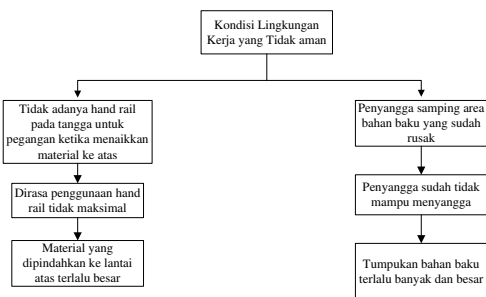 Kondisi Lingkungan
Kerja yang Tidak aman
Tidak adanya hand rail
pada tangga untuk
pegangan ketika menaikkan
material ke atas
Dirasa penggunaan hand
rail tidak maksimal
Material yang
dipindahkan ke lantai
atas terlalu besar
Penyangga samping area
bahan baku yang sudah
rusak
Penyangga sudah tidak
mampu menyangga
Tumpukan bahan baku
terlalu banyak dan besar